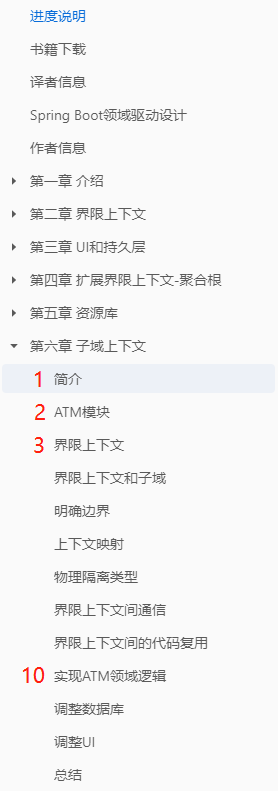 进度说明
书籍下载
译者信息
Spring Boot领域驱动设计
作者信息
第一章 介绍
第二章 界限上下文
第三章 UI和持久层
第四章 扩展界限上下文-聚合根
第五章 资源库
第六章 子域上下文
1 简介
2 ATM模块
3 界限上下文
界限上下文和子域
明确边界
上下文映射
物理隔离类型
界限上下文间通信
界限上下文间的代码复用
10 实现ATM领域逻辑
调整数据库
调整UI
总结